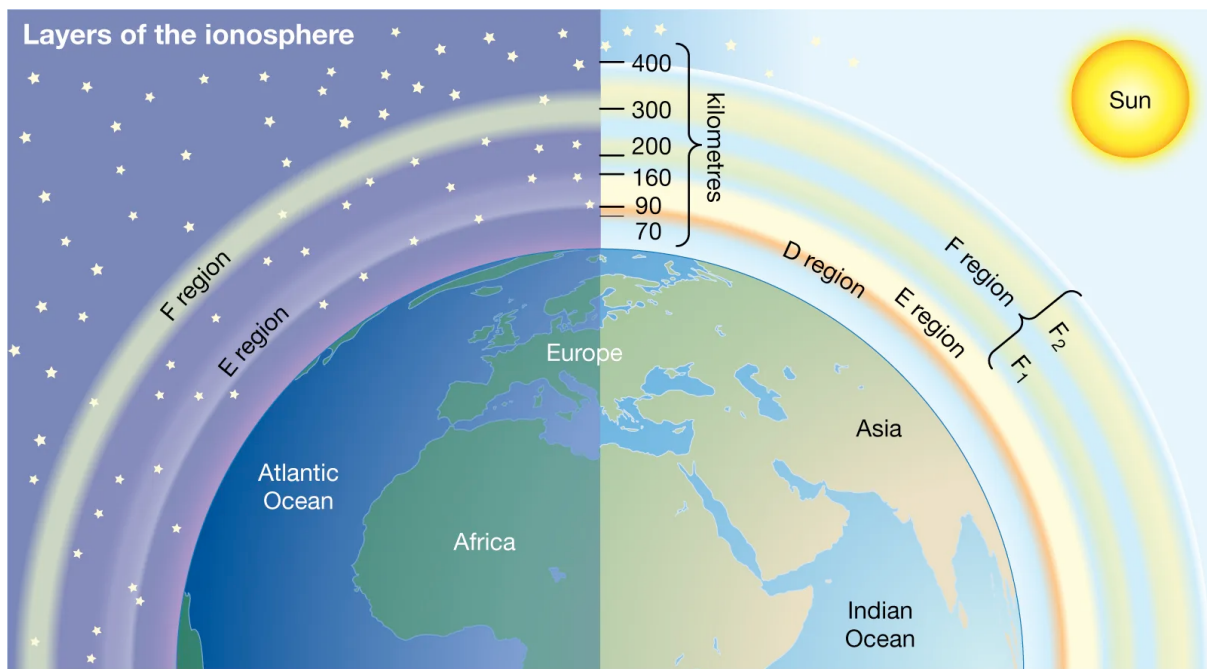 Layers of the ionosphere
400
300
200
160
90
70
kilometres
Sun
F region
E region
D region
E region
F region
F1
F2
Europe
Asia
Atlantic
Ocean
Africa
Indian
Ocean